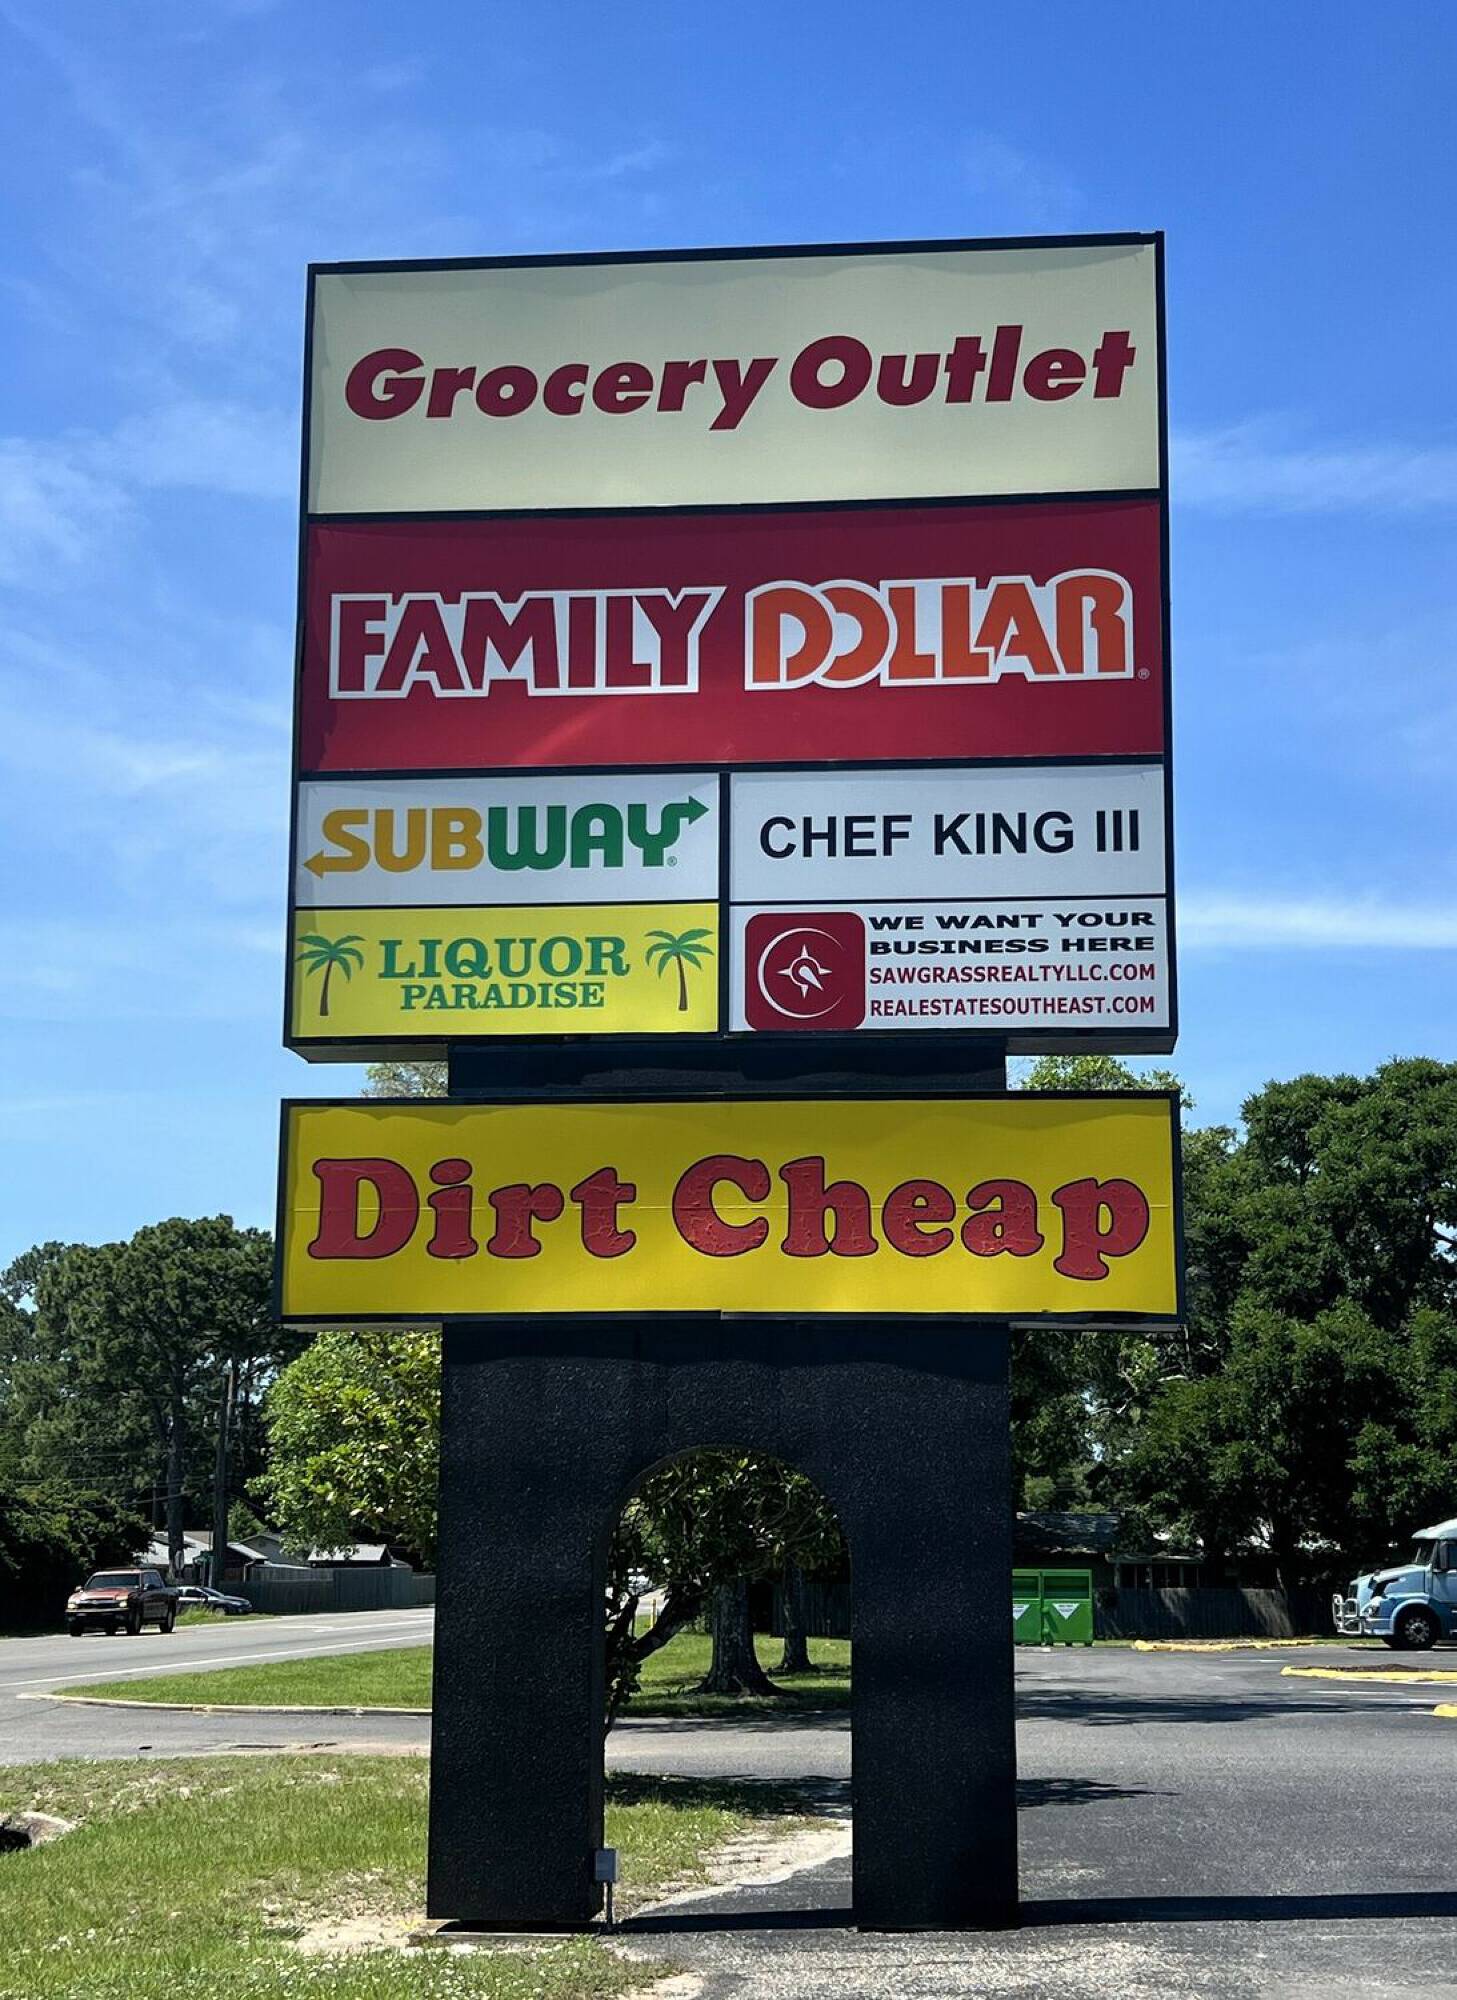 Grocery Outlet
FAMILY DOLLAR®
SUBWAY®
CHEF KING III
LIQUOR
PARADISE
WE WANT YOUR
BUSINESS HERE
SAWGRASSREALTYLLC.COM
REALESTATESOUTHEAST.COM
Dirt Cheap